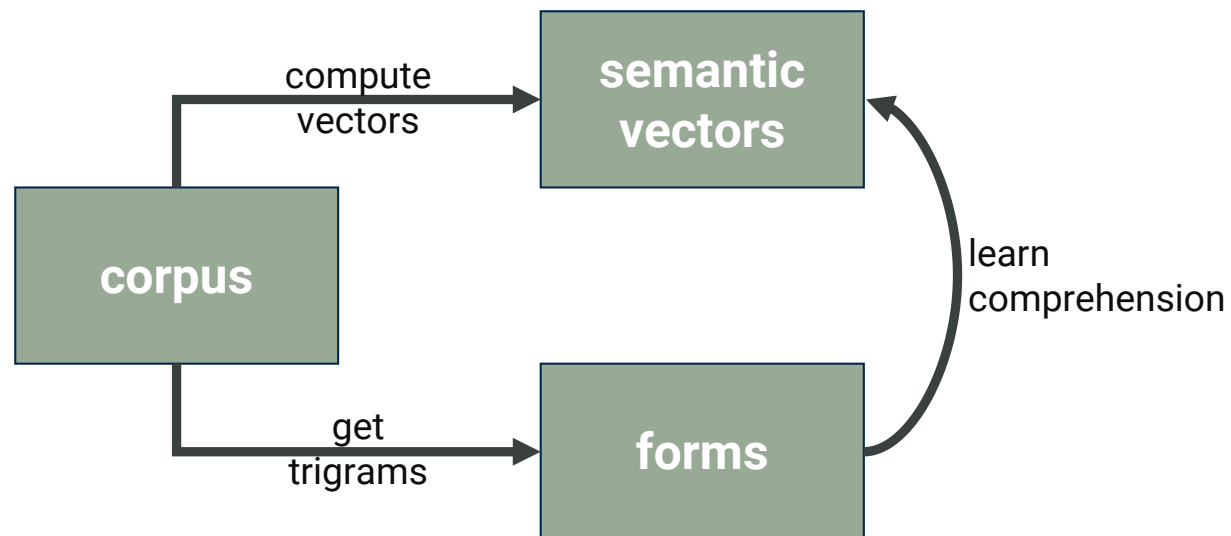 compute
vectors
semantic
vectors
corpus
learn
comprehension
get
trigrams
forms